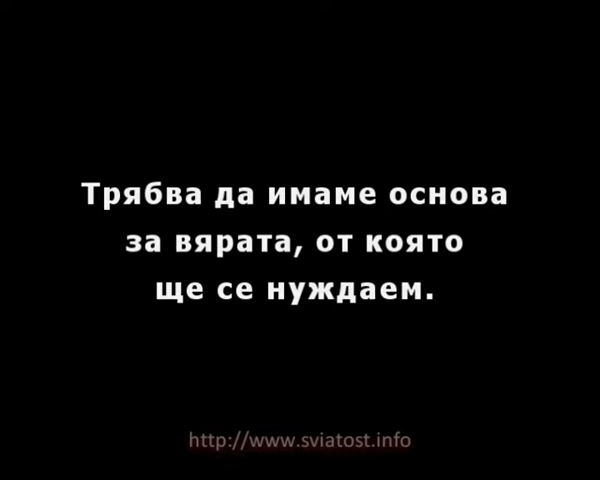 Трябва да имаме основа
за вярата, от която
ще се нуждаем.
http://www.sviatost.info